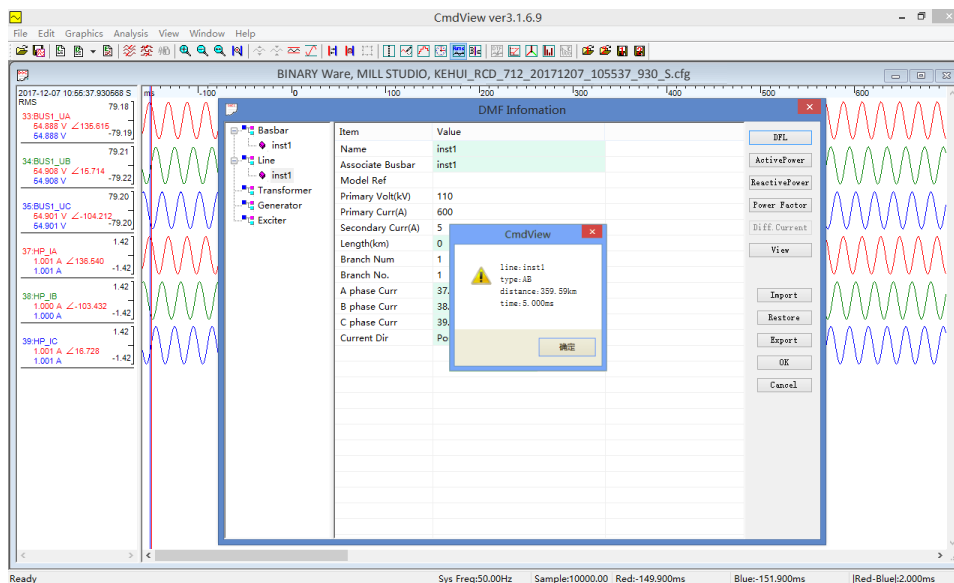 CmdView ver3.1.6.9
File Edit Graphics Analysis View Window Help
BINARY Ware, MILL STUDIO, KEHUI_RCD_712_20171207_105537_930_S.cfg
2017-12-07 10:55:37.930568 S
ms -100 0 100 200 300 400 500 600
RMS
79.18
33:BUS1_UA
54.888 V ∠135.615
54.888 V -79.19
79.21
34:BUS1_UB
54.908 V ∠15.714
54.908 V -79.22
79.20
35:BUS1_UC
54.901 V ∠-104.212
54.901 V -79.20
1.42
37:HP_IA
1.001 A ∠136.540
1.001 A -1.42
1.42
38:HP_IB
1.000 A ∠-103.432
1.000 A -1.42
1.42
39:HP_IC
1.001 A ∠16.728
1.001 A -1.42
DMF Infomation
Basbar
inst1
Line
inst1
Transformer
Generator
Exciter
Item Value
Name inst1
Associate Busbar inst1
Model Ref
Primary Volt(kV) 110
Primary Curr(A) 600
Secondary Curr(A) 5
Length(km) 0
Branch Num 1
Branch No. 1
A phase Curr 37.
B phase Curr 38.
C phase Curr 39.
Current Dir Po
CmdView
line:inst1
type:AB
distance:359.59km
time:5.000ms
确定
DFL
ActivePower
ReactivePower
Power Factor
Diff.Current
View
Import
Restore
Export
OK
Cancel
Ready
Sys Freq:50.00Hz Sample:10000.00 Red:-149.900ms Blue:-151.900ms |Red-Blue|:2.000ms